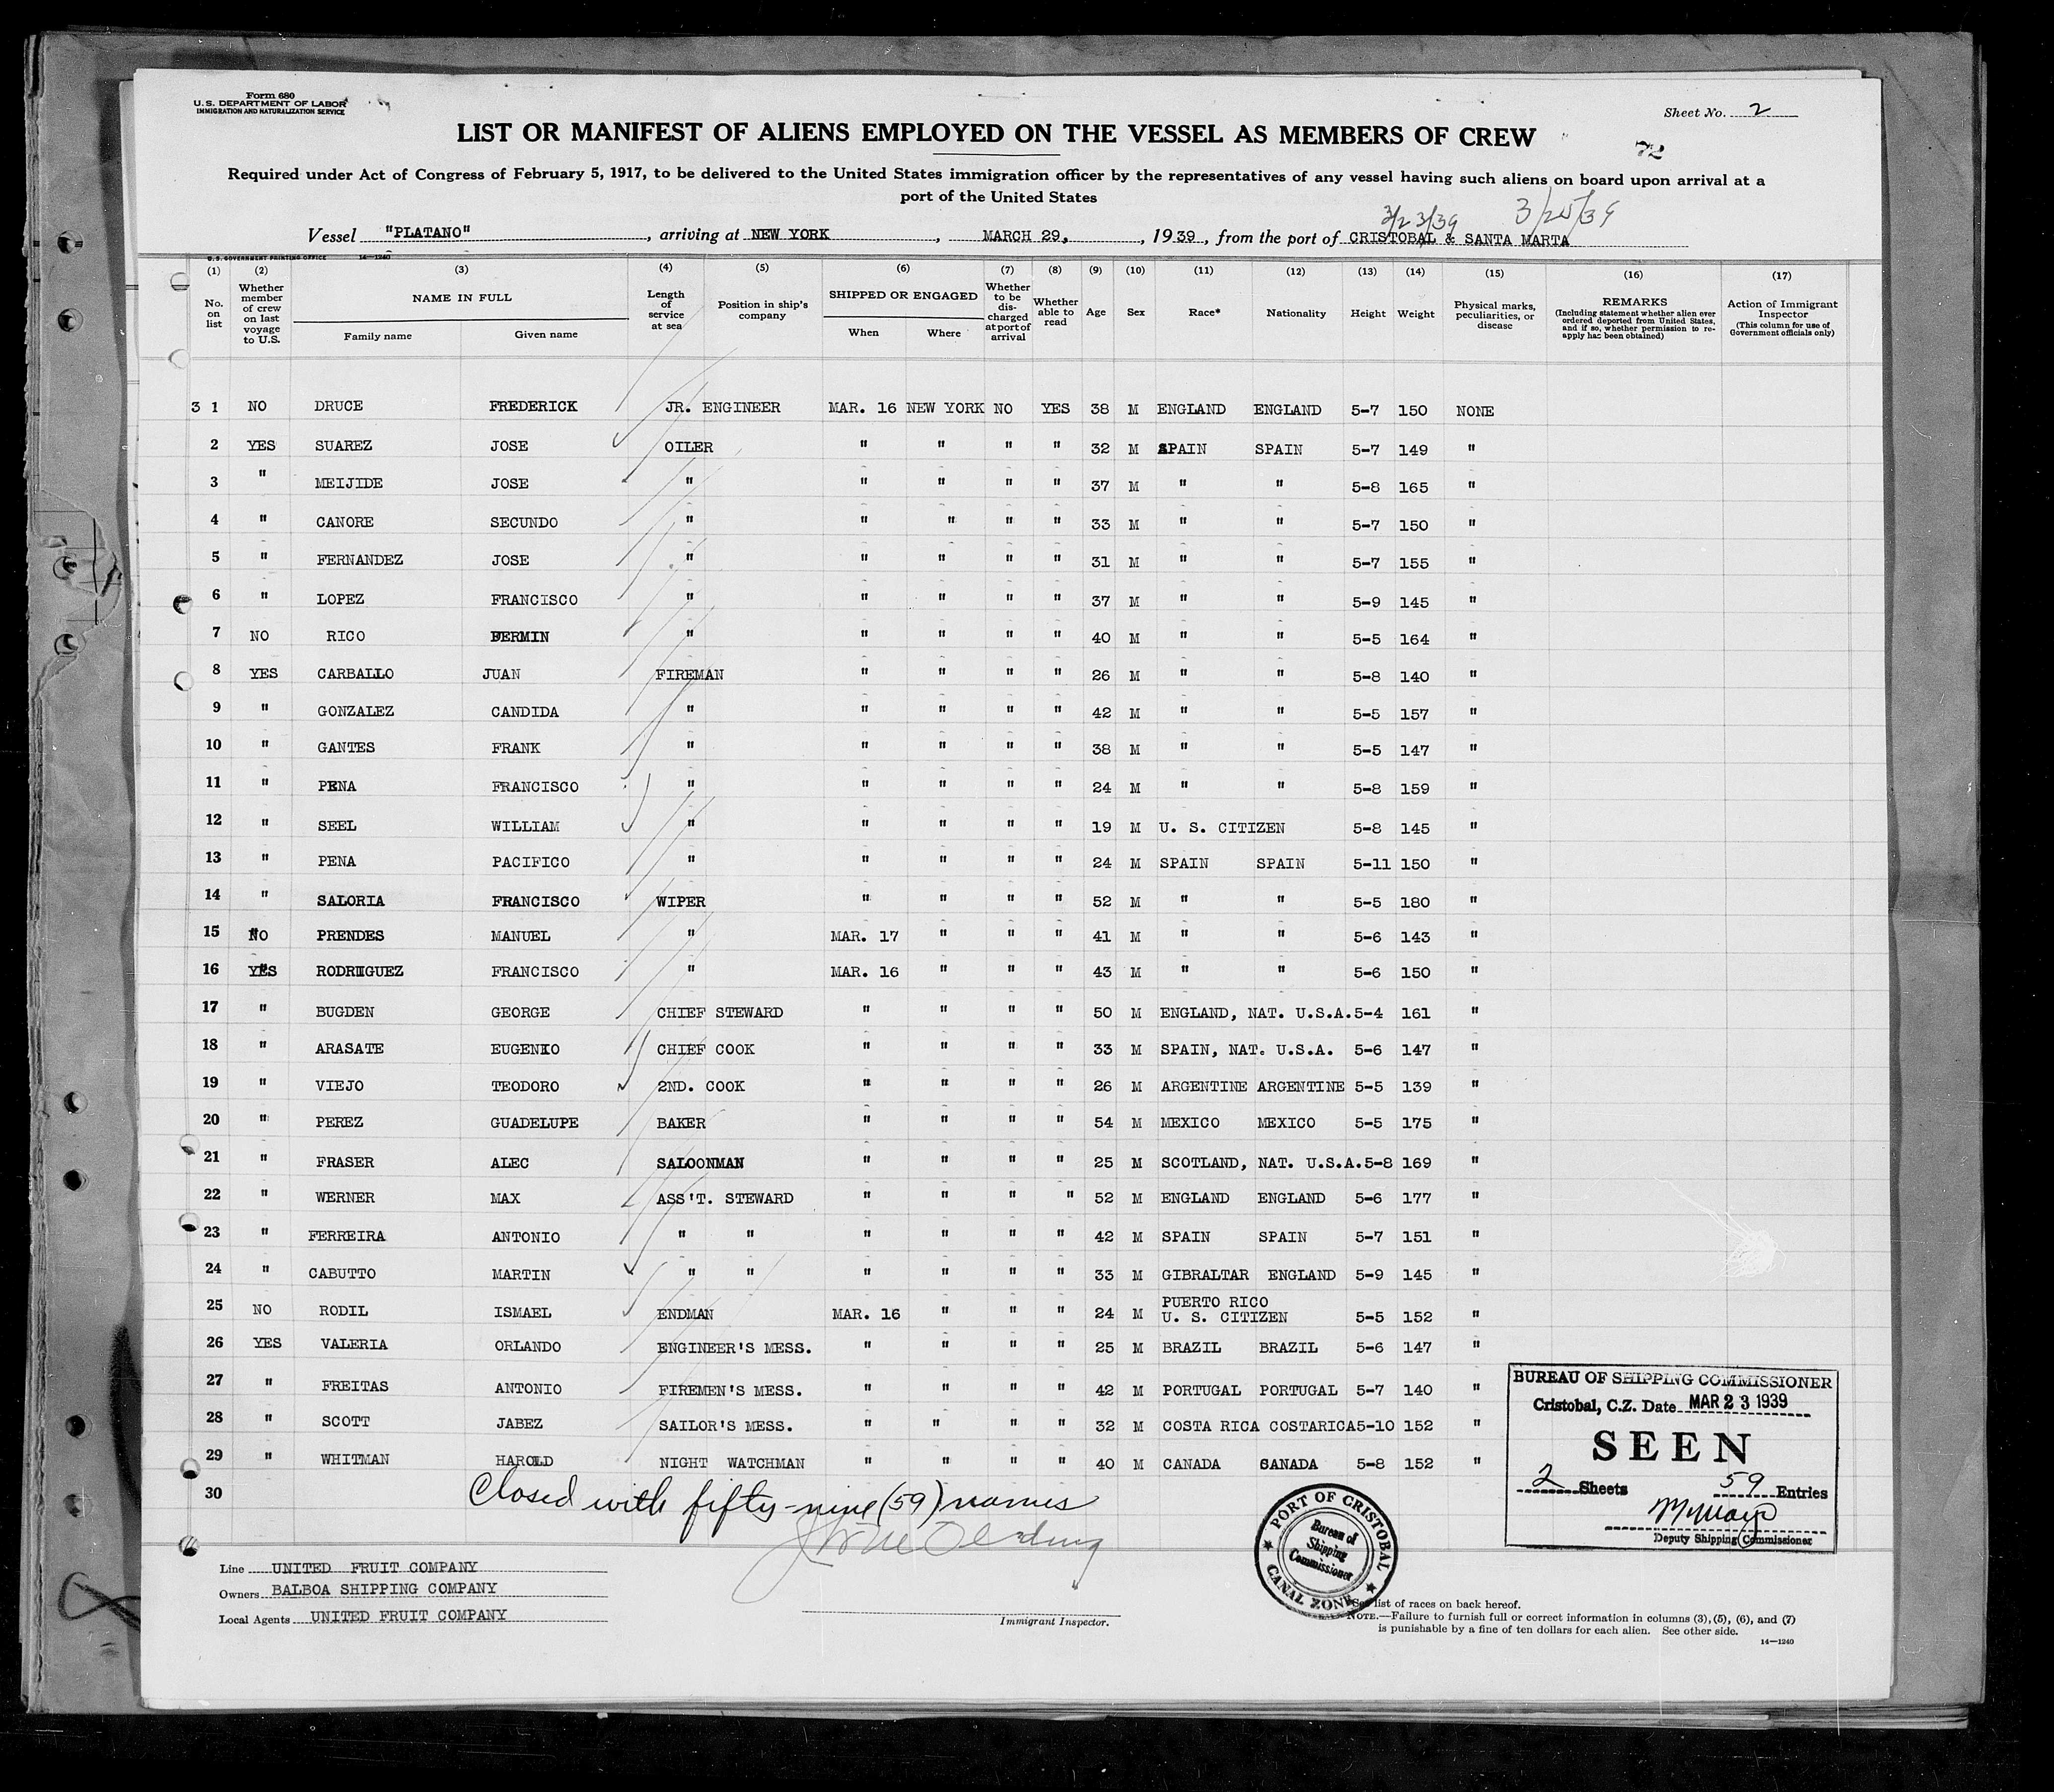 Form 680
U. S. DEPARTMENT OF LABOR
IMMIGRATION AND NATURALIZATION SERVICE
Sheet No. 2
LIST OR MANIFEST OF ALIENS EMPLOYED ON THE VESSEL AS MEMBERS OF CREW
72
Required under Act of Congress of February 5, 1917, to be delivered to the United States immigration officer by the representatives of any vessel having such aliens on board upon arrival at a
port of the United States
3/23/39 3/25/39
Vessel "PLATANO", arriving at NEW YORK, MARCH 29, 1939, from the port of CRISTOBAL & SANTA MARTA
U. S. GOVERNMENT PRINTING OFFICE 14—1240
(1) (2) (3) (4) (5) (6) (7) (8) (9) (10) (11) (12) (13) (14) (15) (16) (17)
No. on list
Whether member of crew on last voyage to U.S.
NAME IN FULL
Family name Given name
Length of service at sea
Position in ship's company
SHIPPED OR ENGAGED
When Where
Whether to be discharged at port of arrival
Whether able to read
Age
Sex
Race*
Nationality
Height
Weight
Physical marks, peculiarities, or disease
REMARKS
(Including statement whether alien ever ordered deported from United States, and if so, whether permission to reapply has been obtained)
Action of Immigrant Inspector
(This column for use of Government officials only)
3 1 NO DRUCE FREDERICK JR. ENGINEER MAR. 16 NEW YORK NO YES 38 M ENGLAND ENGLAND 5-7 150 NONE
2 YES SUAREZ JOSE OILER " " " " 32 M SPAIN SPAIN 5-7 149 "
3 " MEIJIDE JOSE " " " " " 37 M " " 5-8 165 "
4 " CANORE SECUNDO " " " " " 33 M " " 5-7 150 "
5 " FERNANDEZ JOSE " " " " " 31 M " " 5-7 155 "
6 " LOPEZ FRANCISCO " " " " " 37 M " " 5-9 145 "
7 NO RICO FERMIN " " " " " 40 M " " 5-5 164 "
8 YES CARBALLO JUAN FIREMAN " " " " 26 M " " 5-8 140 "
9 " GONZALEZ CANDIDA " " " " " 42 M " " 5-5 157 "
10 " GANTES FRANK " " " " " 38 M " " 5-5 147 "
11 " PENA FRANCISCO " " " " " 24 M " " 5-8 159 "
12 " SEEL WILLIAM " " " " " 19 M U. S. CITIZEN 5-8 145 "
13 " PENA PACIFICO " " " " " 24 M SPAIN SPAIN 5-11 150 "
14 " SALORIA FRANCISCO WIPER " " " " 52 M " " 5-5 180 "
15 NO PRENDES MANUEL " MAR. 17 " " " 41 M " " 5-6 143 "
16 YES RODRIGUEZ FRANCISCO " MAR. 16 " " " 43 M " " 5-6 150 "
17 " BUGDEN GEORGE CHIEF STEWARD " " " " 50 M ENGLAND, NAT. U.S.A. 5-4 161 "
18 " ARASATE EUGENIO CHIEF COOK " " " " 33 M SPAIN, NAT. U.S.A. 5-6 147 "
19 " VIEJO TEODORO 2ND. COOK " " " " 26 M ARGENTINE ARGENTINE 5-5 139 "
20 " PEREZ GUADELUPE BAKER " " " " 54 M MEXICO MEXICO 5-5 175 "
21 " FRASER ALEC SALOONMAN " " " " 25 M SCOTLAND, NAT. U.S.A. 5-8 169 "
22 " WERNER MAX ASS'T. STEWARD " " " " 52 M ENGLAND ENGLAND 5-6 177 "
23 " FERREIRA ANTONIO " " " " " " 42 M SPAIN SPAIN 5-7 151 "
24 " CABUTTO MARTIN " " " " " " 33 M GIBRALTAR ENGLAND 5-9 145 "
25 NO RODIL ISMAEL ENDMAN MAR. 16 " " " 24 M PUERTO RICO U. S. CITIZEN 5-5 152 "
26 YES VALERIA ORLANDO ENGINEER'S MESS. " " " " 25 M BRAZIL BRAZIL 5-6 147 "
27 " FREITAS ANTONIO FIREMEN'S MESS. " " " " 42 M PORTUGAL PORTUGAL 5-7 140 "
28 " SCOTT JABEZ SAILOR'S MESS. " " " " 32 M COSTA RICA COSTARICA 5-10 152 "
29 " WHITMAN HAROLD NIGHT WATCHMAN " " " " 40 M CANADA CANADA 5-8 152 "
30
Closed with fifty-nine (59) names
BUREAU OF SHIPPING COMMISSIONER
Cristobal, C.Z. Date MAR 23 1939
SEEN
2 Sheets 59 Entries
Deputy Shipping Commissioner
PORT OF CRISTOBAL
Bureau of Shipping Commissioner
CANAL ZONE
Line UNITED FRUIT COMPANY
Owners BALBOA SHIPPING COMPANY
Local Agents UNITED FRUIT COMPANY
Immigrant Inspector.
See list of races on back hereof.
NOTE.—Failure to furnish full or correct information in columns (3), (5), (6), and (7)
is punishable by a fine of ten dollars for each alien. See other side.
14—1240